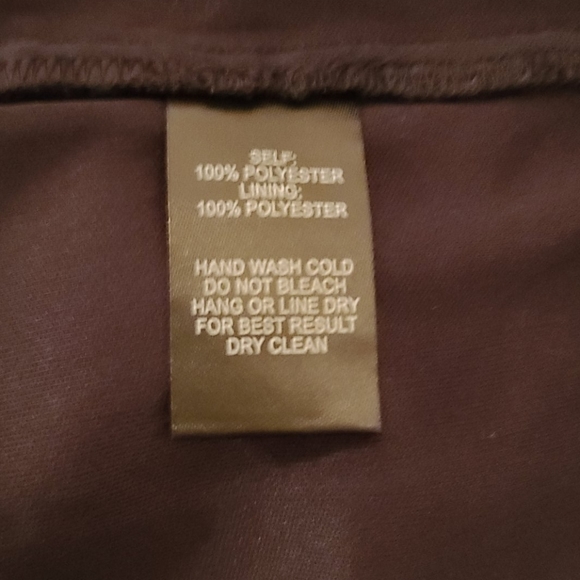 SELF:
100% POLYESTER
LINING:
100% POLYESTER
HAND WASH COLD
DO NOT BLEACH
HANG OR LINE DRY
FOR BEST RESULT
DRY CLEAN